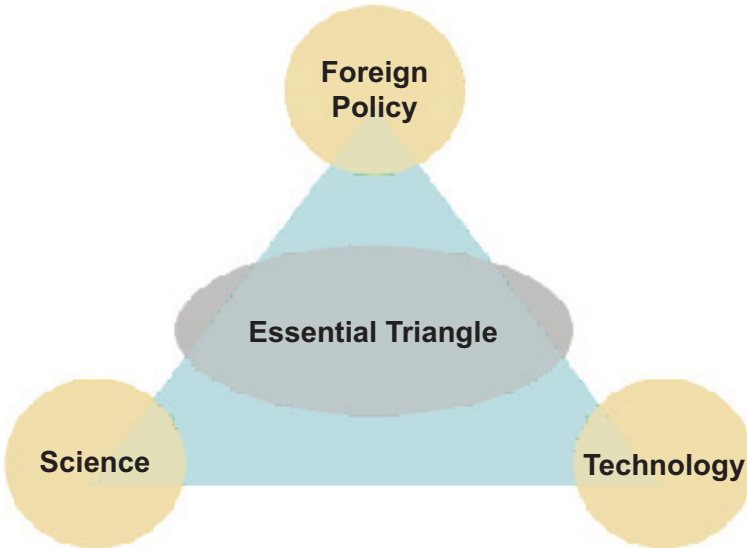 Foreign
Policy
Essential Triangle
Science
Technology